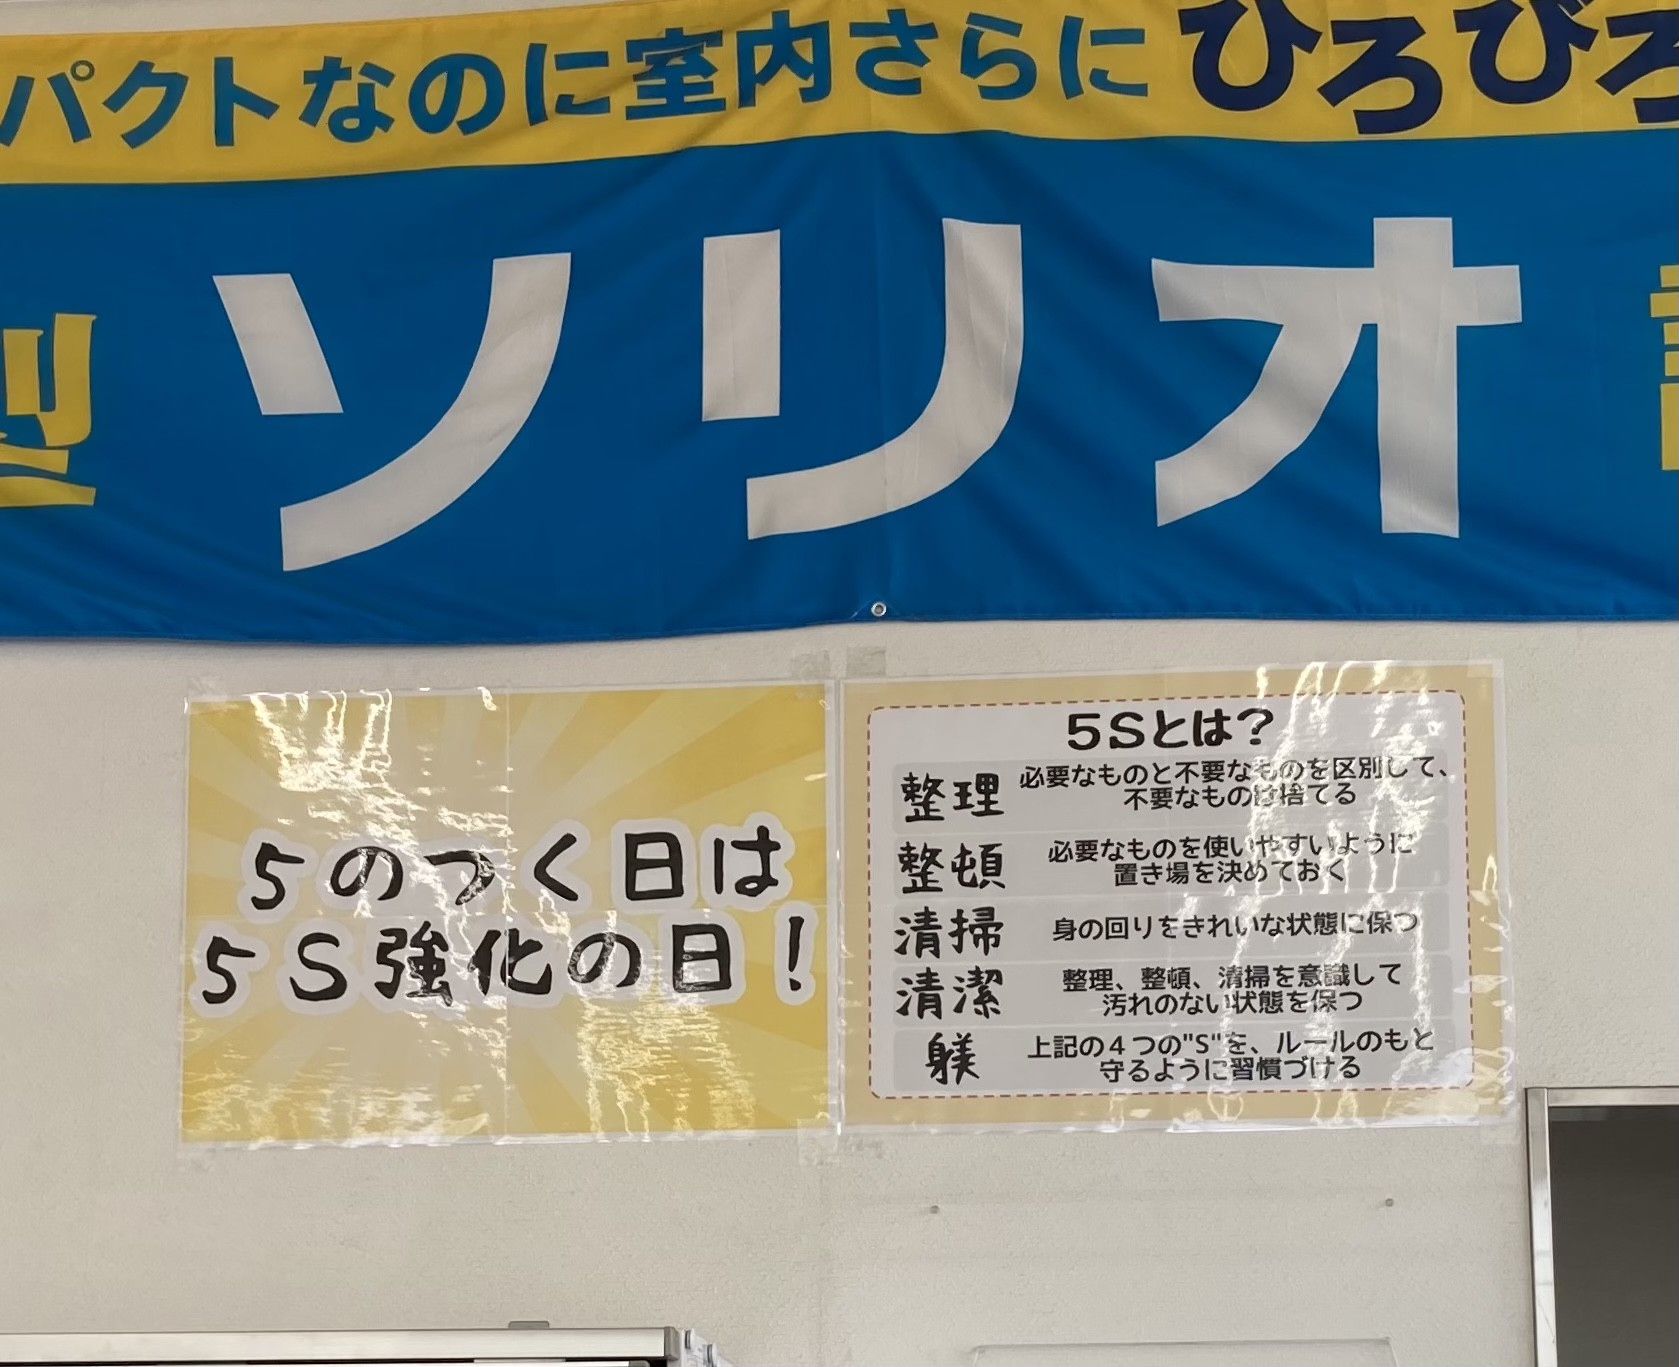 パクトなのに室内さらにひろびろ
型ソリオ
5のつく日は
5S強化の日！
5Sとは？
整理 必要なものと不要なものを区別して、
不要なものは捨てる
整頓 必要なものを使いやすいように
置き場を決めておく
清掃 身の回りをきれいな状態に保つ
清潔 整理、整頓、清掃を意識して
汚れのない状態を保つ
躾 上記の４つの"S"を、ルールのもと
守るように習慣づける